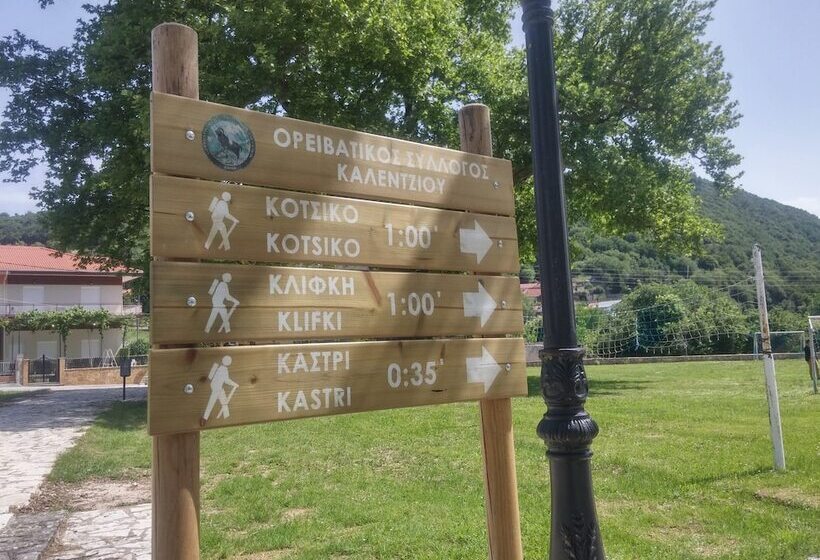 ΟΡΕΙΒΑΤΙΚΟΣ ΣΥΛΛΟΓΟΣ
ΚΑΛΕΝΤΖΙΟΥ
ΚΟΤΣΙΚΟ
KOTSIKO
1:00'
ΚΛΙΦΚΗ
KLIFKI
1:00'
ΚΑΣΤΡΙ
KASTRI
0:35'